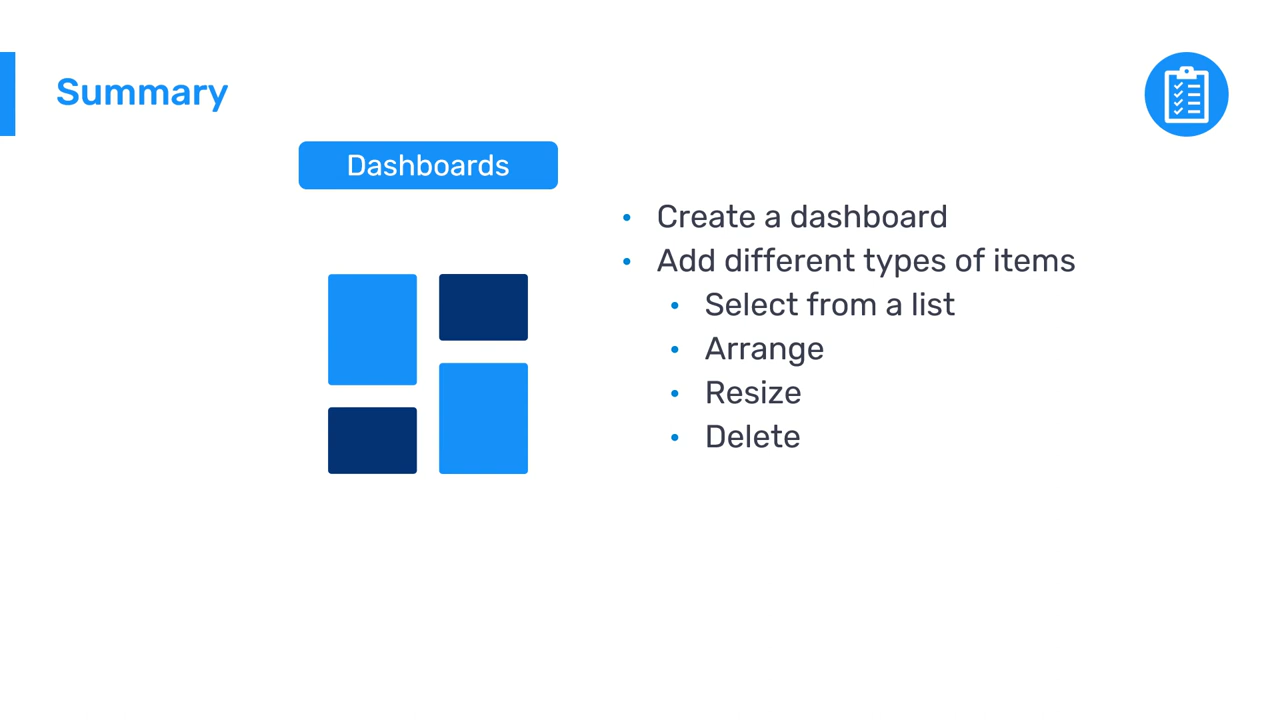 Summary
Dashboards
• Create a dashboard
• Add different types of items
• Select from a list
• Arrange
• Resize
• Delete